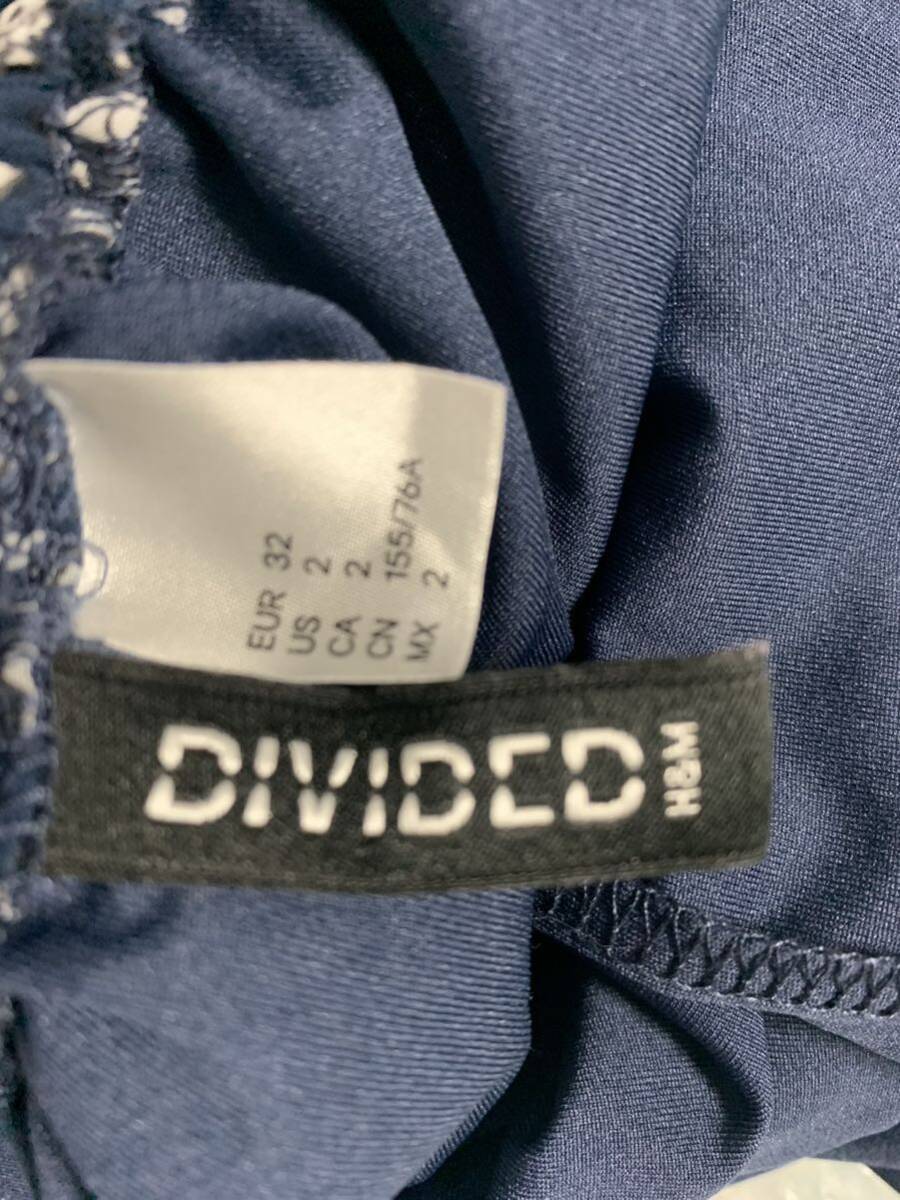 EUR 32
US 2
CA 2
CN 155/76A
MX 2
DIVIDED
H&M